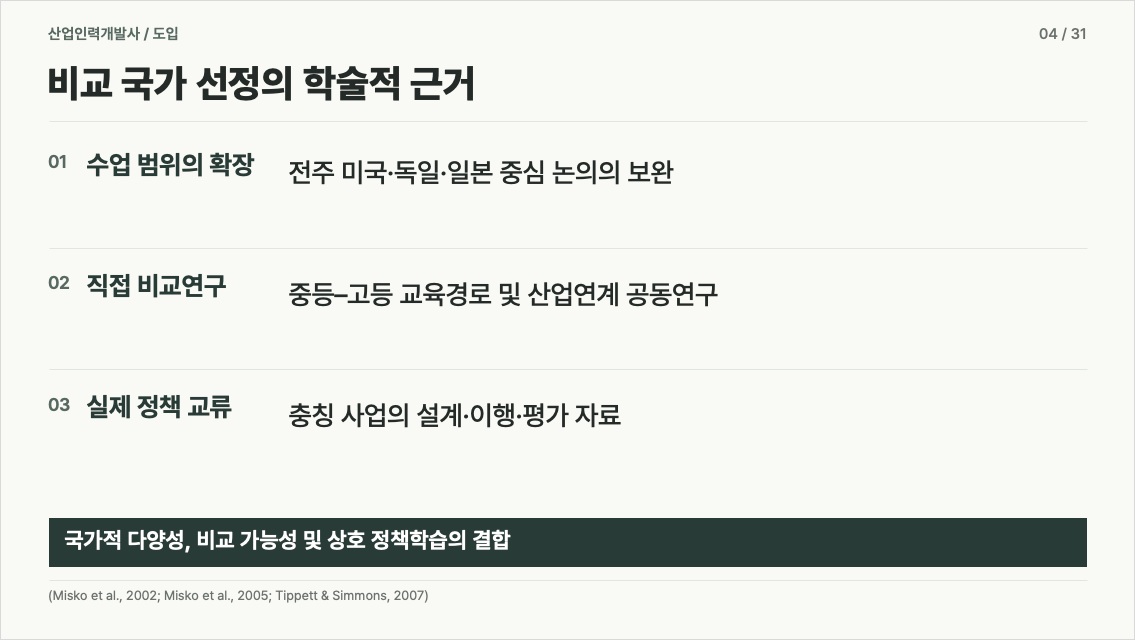 산업인력개발사 / 도입
04 / 31
비교 국가 선정의 학술적 근거
01 수업 범위의 확장 전주 미국·독일·일본 중심 논의의 보완
02 직접 비교연구 중등–고등 교육경로 및 산업연계 공동연구
03 실제 정책 교류 충칭 사업의 설계·이행·평가 자료
국가적 다양성, 비교 가능성 및 상호 정책학습의 결합
(Misko et al., 2002; Misko et al., 2005; Tippett & Simmons, 2007)